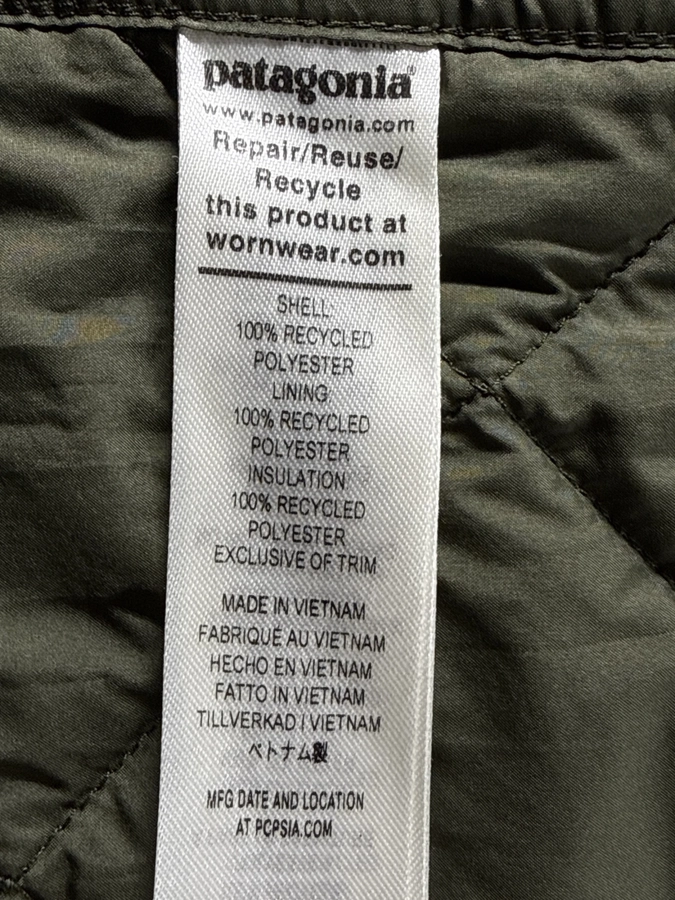 patagonia®
www.patagonia.com
Repair/Reuse/
Recycle
this product at
wornwear.com
SHELL
100% RECYCLED
POLYESTER
LINING
100% RECYCLED
POLYESTER
INSULATION
100% RECYCLED
POLYESTER
EXCLUSIVE OF TRIM
MADE IN VIETNAM
FABRIQUÉ AU VIETNAM
HECHO EN VIETNAM
FATTO IN VIETNAM
TILLVERKAD I VIETNAM
ベトナム製
MFG DATE AND LOCATION
AT PCPSIA.COM